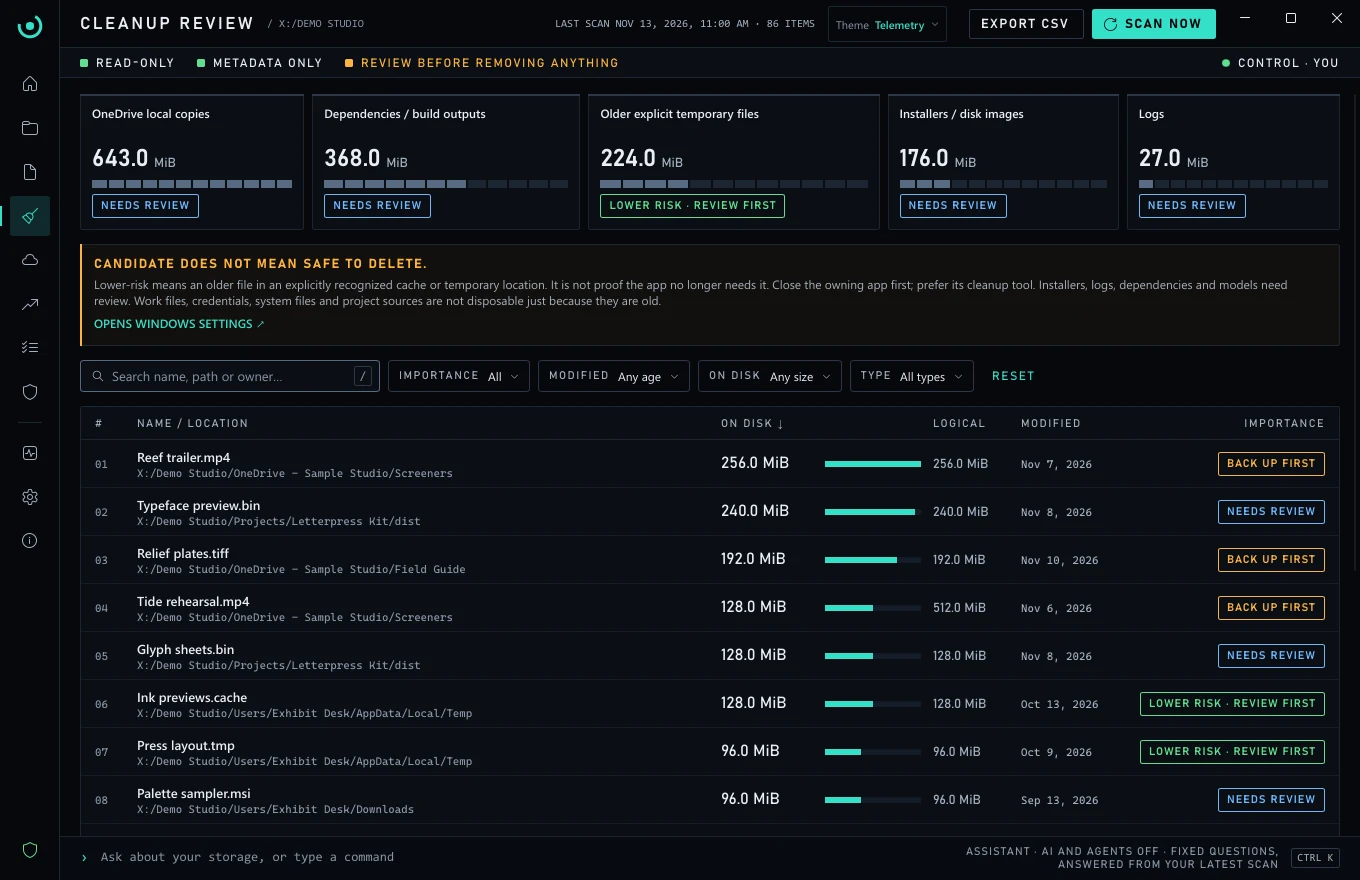 CLEANUP REVIEW / X:/DEMO STUDIO
LAST SCAN NOV 13, 2026, 11:00 AM · 86 ITEMS
Theme Telemetry
EXPORT CSV
SCAN NOW
READ-ONLY
METADATA ONLY
REVIEW BEFORE REMOVING ANYTHING
CONTROL · YOU
OneDrive local copies
643.0 MiB
NEEDS REVIEW
Dependencies / build outputs
368.0 MiB
NEEDS REVIEW
Older explicit temporary files
224.0 MiB
LOWER RISK · REVIEW FIRST
Installers / disk images
176.0 MiB
NEEDS REVIEW
Logs
27.0 MiB
NEEDS REVIEW
CANDIDATE DOES NOT MEAN SAFE TO DELETE.
Lower-risk means an older file in an explicitly recognized cache or temporary location. It is not proof the app no longer needs it. Close the owning app first; prefer its cleanup tool. Installers, logs, dependencies and models need
review. Work files, credentials, system files and project sources are not disposable just because they are old.
OPENS WINDOWS SETTINGS ↗
Search name, path or owner... /
IMPORTANCE All
MODIFIED Any age
ON DISK Any size
TYPE All types
RESET
# NAME / LOCATION ON DISK ↓ LOGICAL MODIFIED IMPORTANCE
01 Reef trailer.mp4 256.0 MiB 256.0 MiB Nov 7, 2026 BACK UP FIRST
X:/Demo Studio/OneDrive – Sample Studio/Screeners
02 Typeface preview.bin 240.0 MiB 240.0 MiB Nov 8, 2026 NEEDS REVIEW
X:/Demo Studio/Projects/Letterpress Kit/dist
03 Relief plates.tiff 192.0 MiB 192.0 MiB Nov 10, 2026 BACK UP FIRST
X:/Demo Studio/OneDrive – Sample Studio/Field Guide
04 Tide rehearsal.mp4 128.0 MiB 512.0 MiB Nov 6, 2026 BACK UP FIRST
X:/Demo Studio/OneDrive – Sample Studio/Screeners
05 Glyph sheets.bin 128.0 MiB 128.0 MiB Nov 8, 2026 NEEDS REVIEW
X:/Demo Studio/Projects/Letterpress Kit/dist
06 Ink previews.cache 128.0 MiB 128.0 MiB Oct 13, 2026 LOWER RISK · REVIEW FIRST
X:/Demo Studio/Users/Exhibit Desk/AppData/Local/Temp
07 Press layout.tmp 96.0 MiB 96.0 MiB Oct 9, 2026 LOWER RISK · REVIEW FIRST
X:/Demo Studio/Users/Exhibit Desk/AppData/Local/Temp
08 Palette sampler.msi 96.0 MiB 96.0 MiB Sep 13, 2026 NEEDS REVIEW
X:/Demo Studio/Users/Exhibit Desk/Downloads
› Ask about your storage, or type a command
ASSISTANT · AI AND AGENTS OFF · FIXED QUESTIONS,
ANSWERED FROM YOUR LATEST SCAN
CTRL K